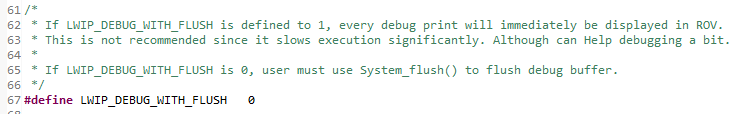 61 /*
62  * If LWIP_DEBUG_WITH_FLUSH is defined to 1, every debug print will immediately be displayed in ROV.
63  * This is not recommended since it slows execution significantly. Although can Help debugging a bit.
64  *
65  * If LWIP_DEBUG_WITH_FLUSH is 0, user must use System_flush() to flush debug buffer.
66  */
67 #define LWIP_DEBUG_WITH_FLUSH   0